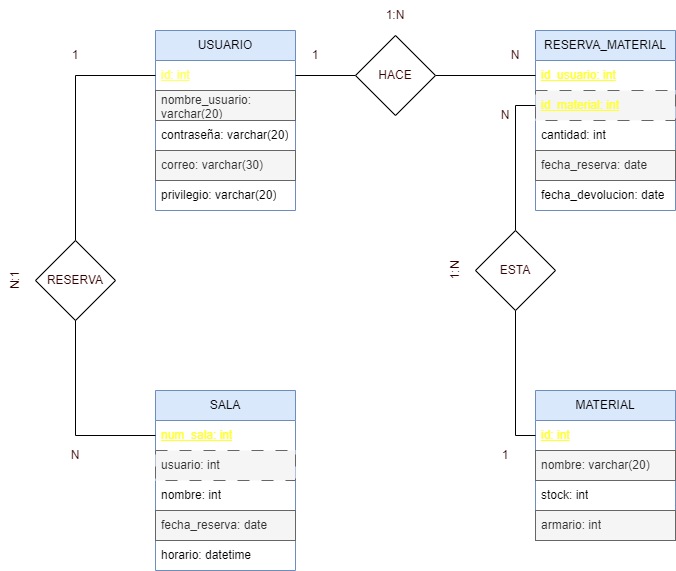 1:N
USUARIO
id: int
nombre_usuario:
varchar(20)
contraseña: varchar(20)
correo: varchar(30)
privilegio: varchar(20)
1
1
HACE
N
RESERVA_MATERIAL
id_usuario: int
id_material: int
cantidad: int
fecha_reserva: date
fecha_devolucion: date
N
RESERVA
N:1
ESTA
1:N
SALA
num_sala: int
usuario: int
nombre: int
fecha_reserva: date
horario: datetime
N
MATERIAL
id: int
nombre: varchar(20)
stock: int
armario: int
1